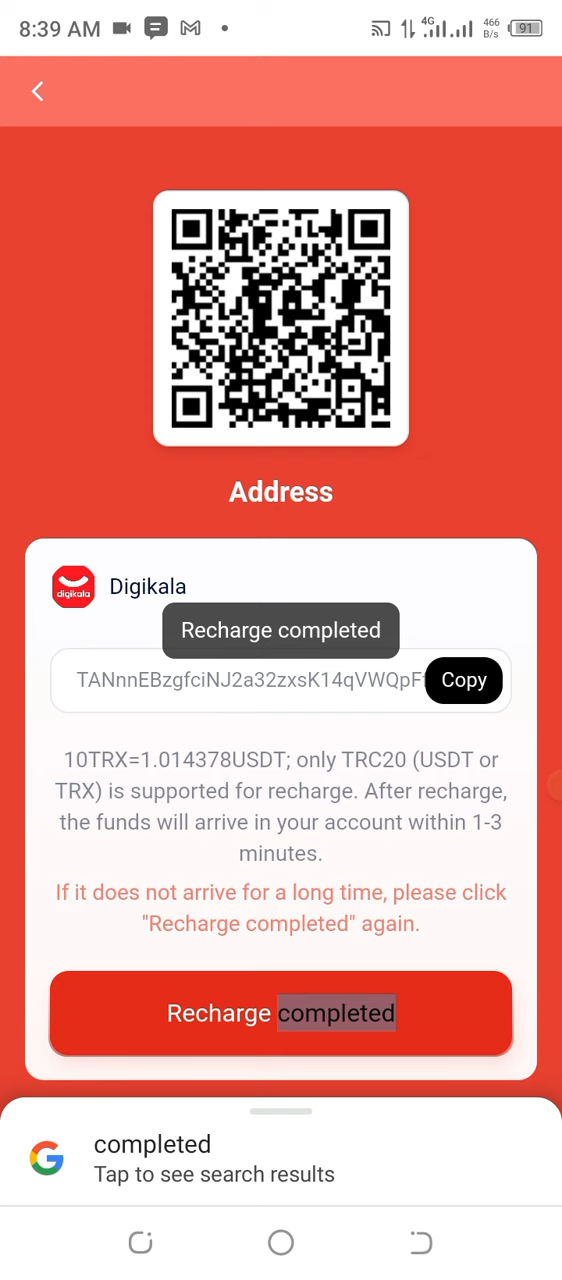 8:39 AM
4G
466
B/s
91
Address
digikala
Digikala
Recharge completed
TANnnEBzgfciNJ2a32zxsK14qVWQpF
Copy
10TRX=1.014378USDT; only TRC20 (USDT or
TRX) is supported for recharge. After recharge,
the funds will arrive in your account within 1-3
minutes.
If it does not arrive for a long time, please click
"Recharge completed" again.
Recharge completed
completed
Tap to see search results